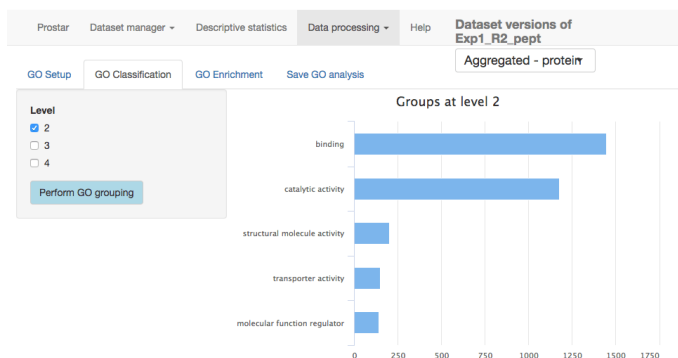 Prostar Dataset manager Descriptive statistics Data processing Help Dataset versions of
Exp1_R2_pept
Aggregated - protein
GO Setup GO Classification GO Enrichment Save GO analysis
Level
2
3
4
Perform GO grouping
Groups at level 2
binding
catalytic activity
structural molecule activity
transporter activity
molecular function regulator
0 250 500 750 1000 1250 1500 1750